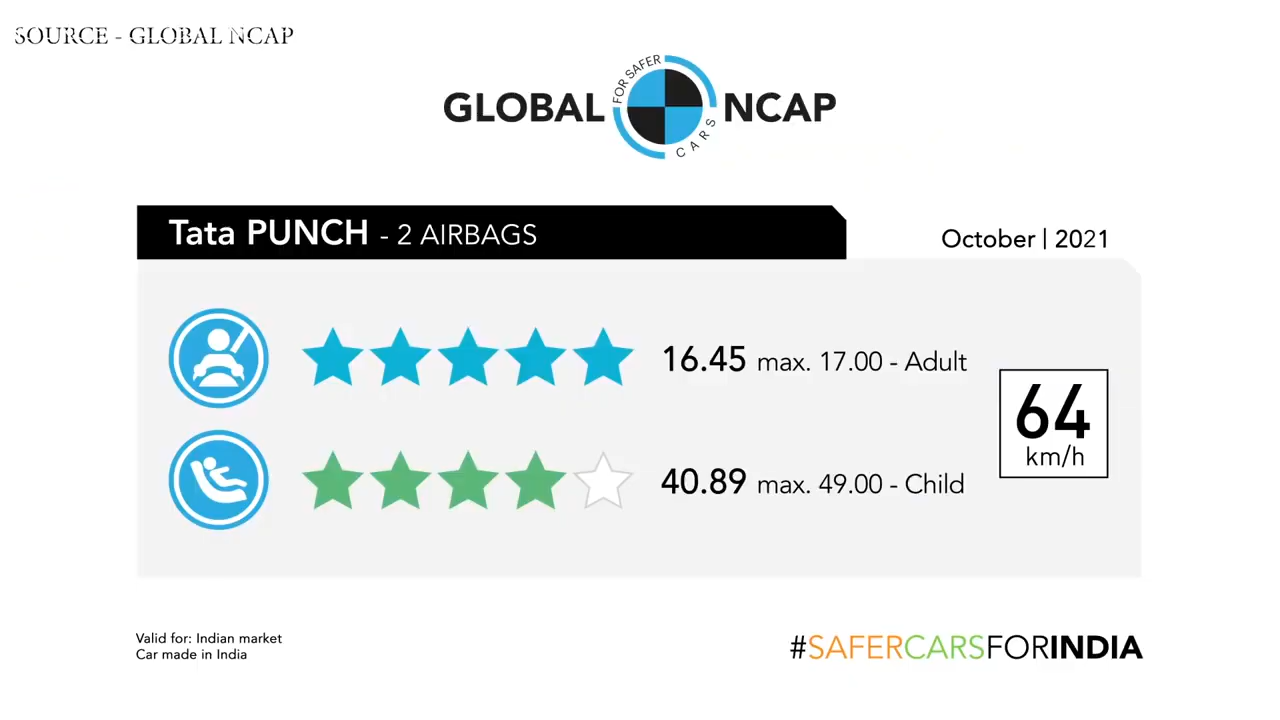 SOURCE - GLOBAL NCAP
GLOBAL FOR SAFER CARS NCAP
Tata PUNCH - 2 AIRBAGS
October | 2021
16.45 max. 17.00 - Adult
40.89 max. 49.00 - Child
64
km/h
Valid for: Indian market
Car made in India
#SAFERCARSFORINDIA